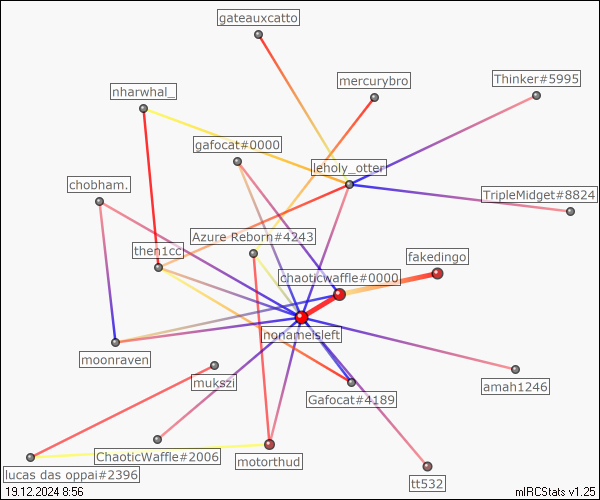 gateauxcatto
Thinker#5995
mercurybro
nharwhal_
gafocat#0000
leholy_otter
chobham.
TripleMidget#8824
Azure Reborn#4243
then1cc
fakedingo
chaoticwaffle#0000
nonameisleft
moonraven
mukszi
amah1246
Gafocat#4189
ChaoticWaffle#2006
motorthud
lucas das oppai#2396
tt532
19.12.2024 8:56
mIRCStats v1.25